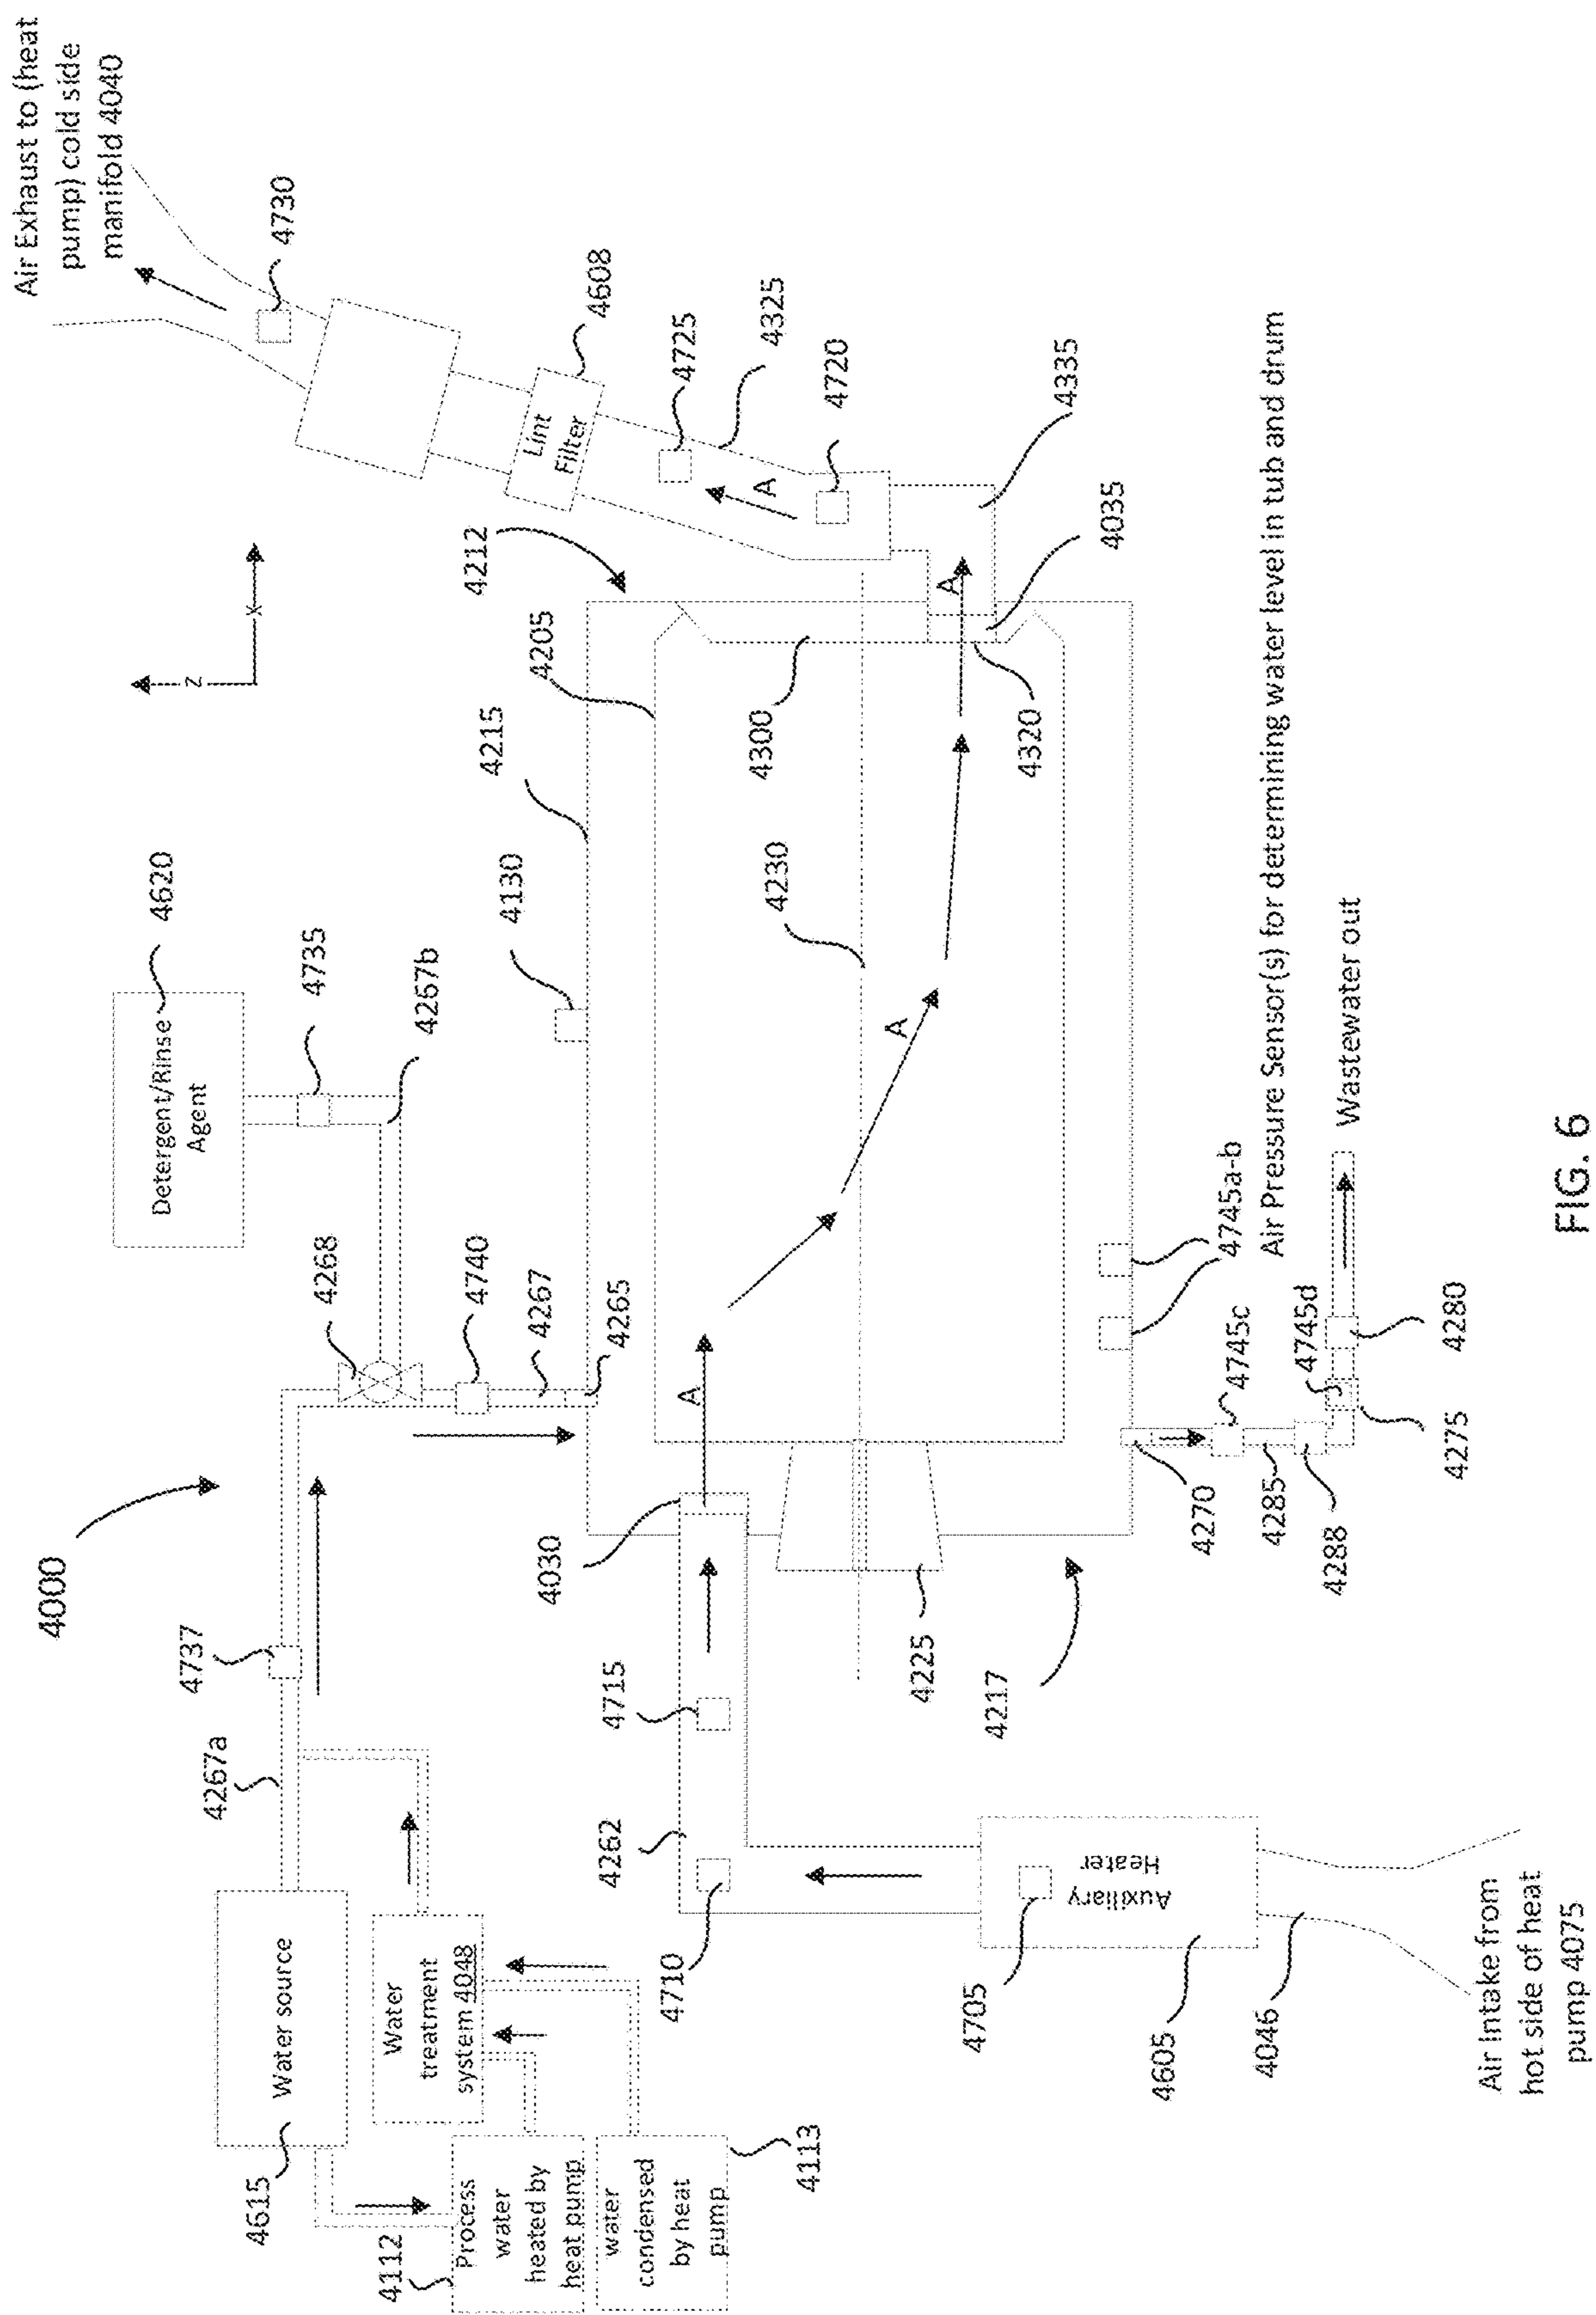 Air Exhaust to (heat
pump) cold side
manifold 4040
4730
4608
4725
4325
4720
4335
4035
Lint
Filter
A
A
4212
4205
4215
4130
4300
4320
4230
A
A
X
Z
4620
Detergent/Rinse
Agent
4735
4267b
4268
4740
4267
4265
4000
4737
4267a
4030
4715
4262
4710
4225
4217
Water source
4615
Water
treatment
system 4048
Process
water
heated by
heat pump
4112
water
condensed
by heat
pump
4113
Auxiliary
Heater
4705
4605
4046
Air Intake from
hot side of heat
pump 4075
4745a-b
Air Pressure Sensor(s) for determining water level in tub and drum
4745c
4745d
4270
4285
4288
4275
4280
Wastewater out
FIG. 6